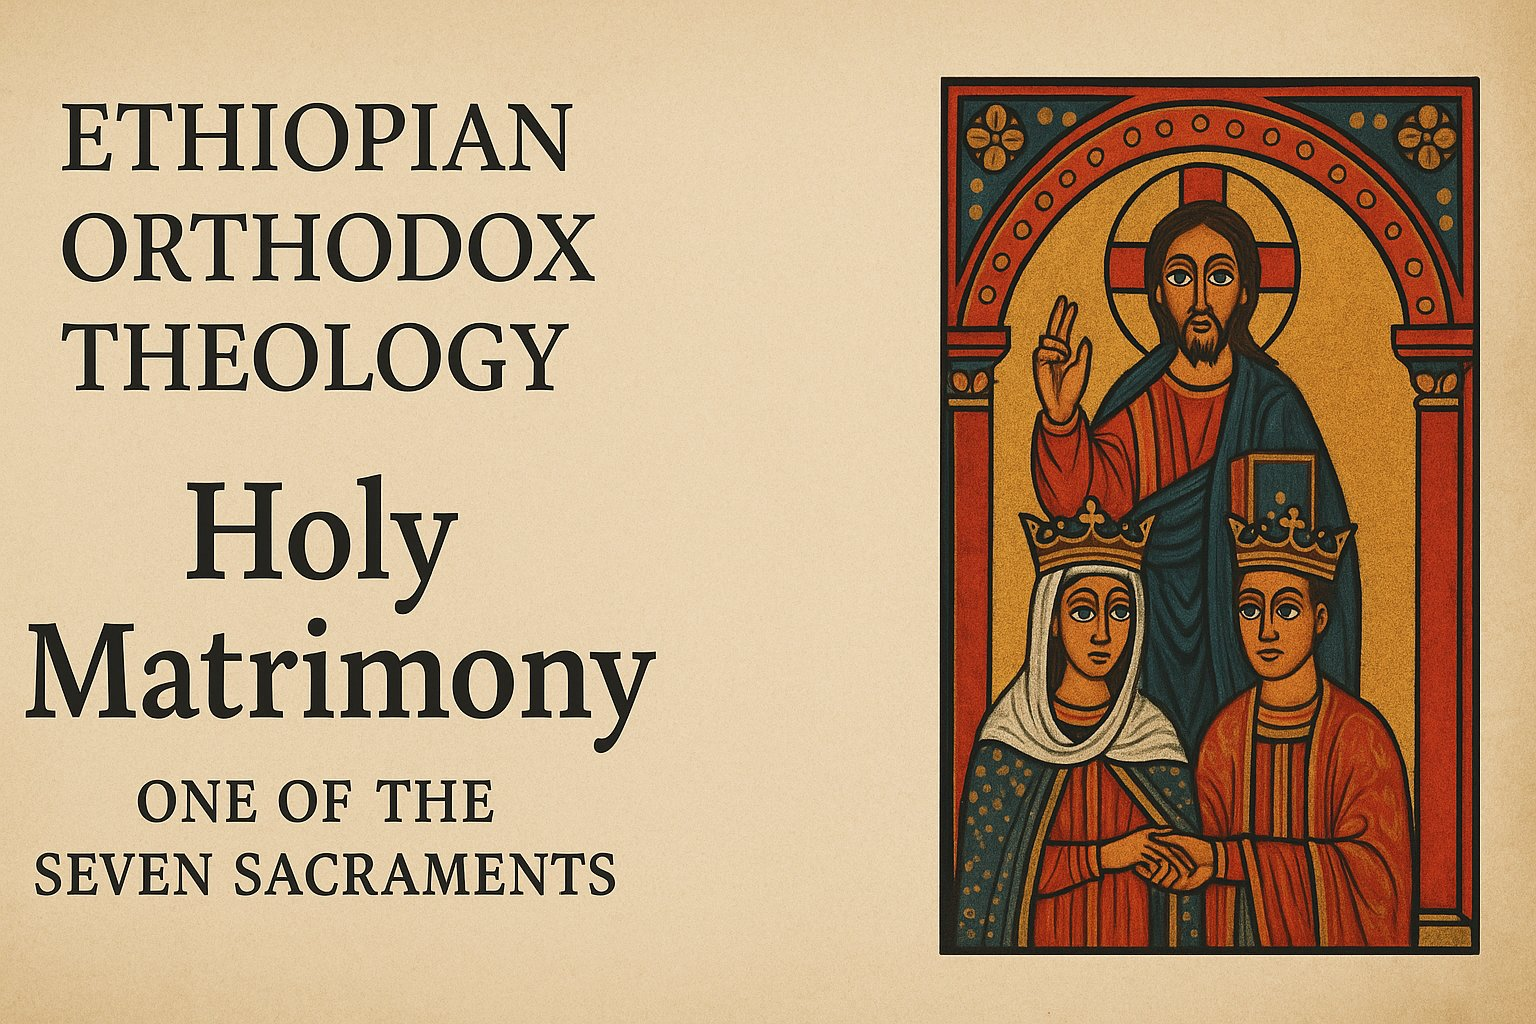 ETHIOPIAN
ORTHODOX
THEOLOGY
Holy
Matrimony
ONE OF THE
SEVEN SACRAMENTS